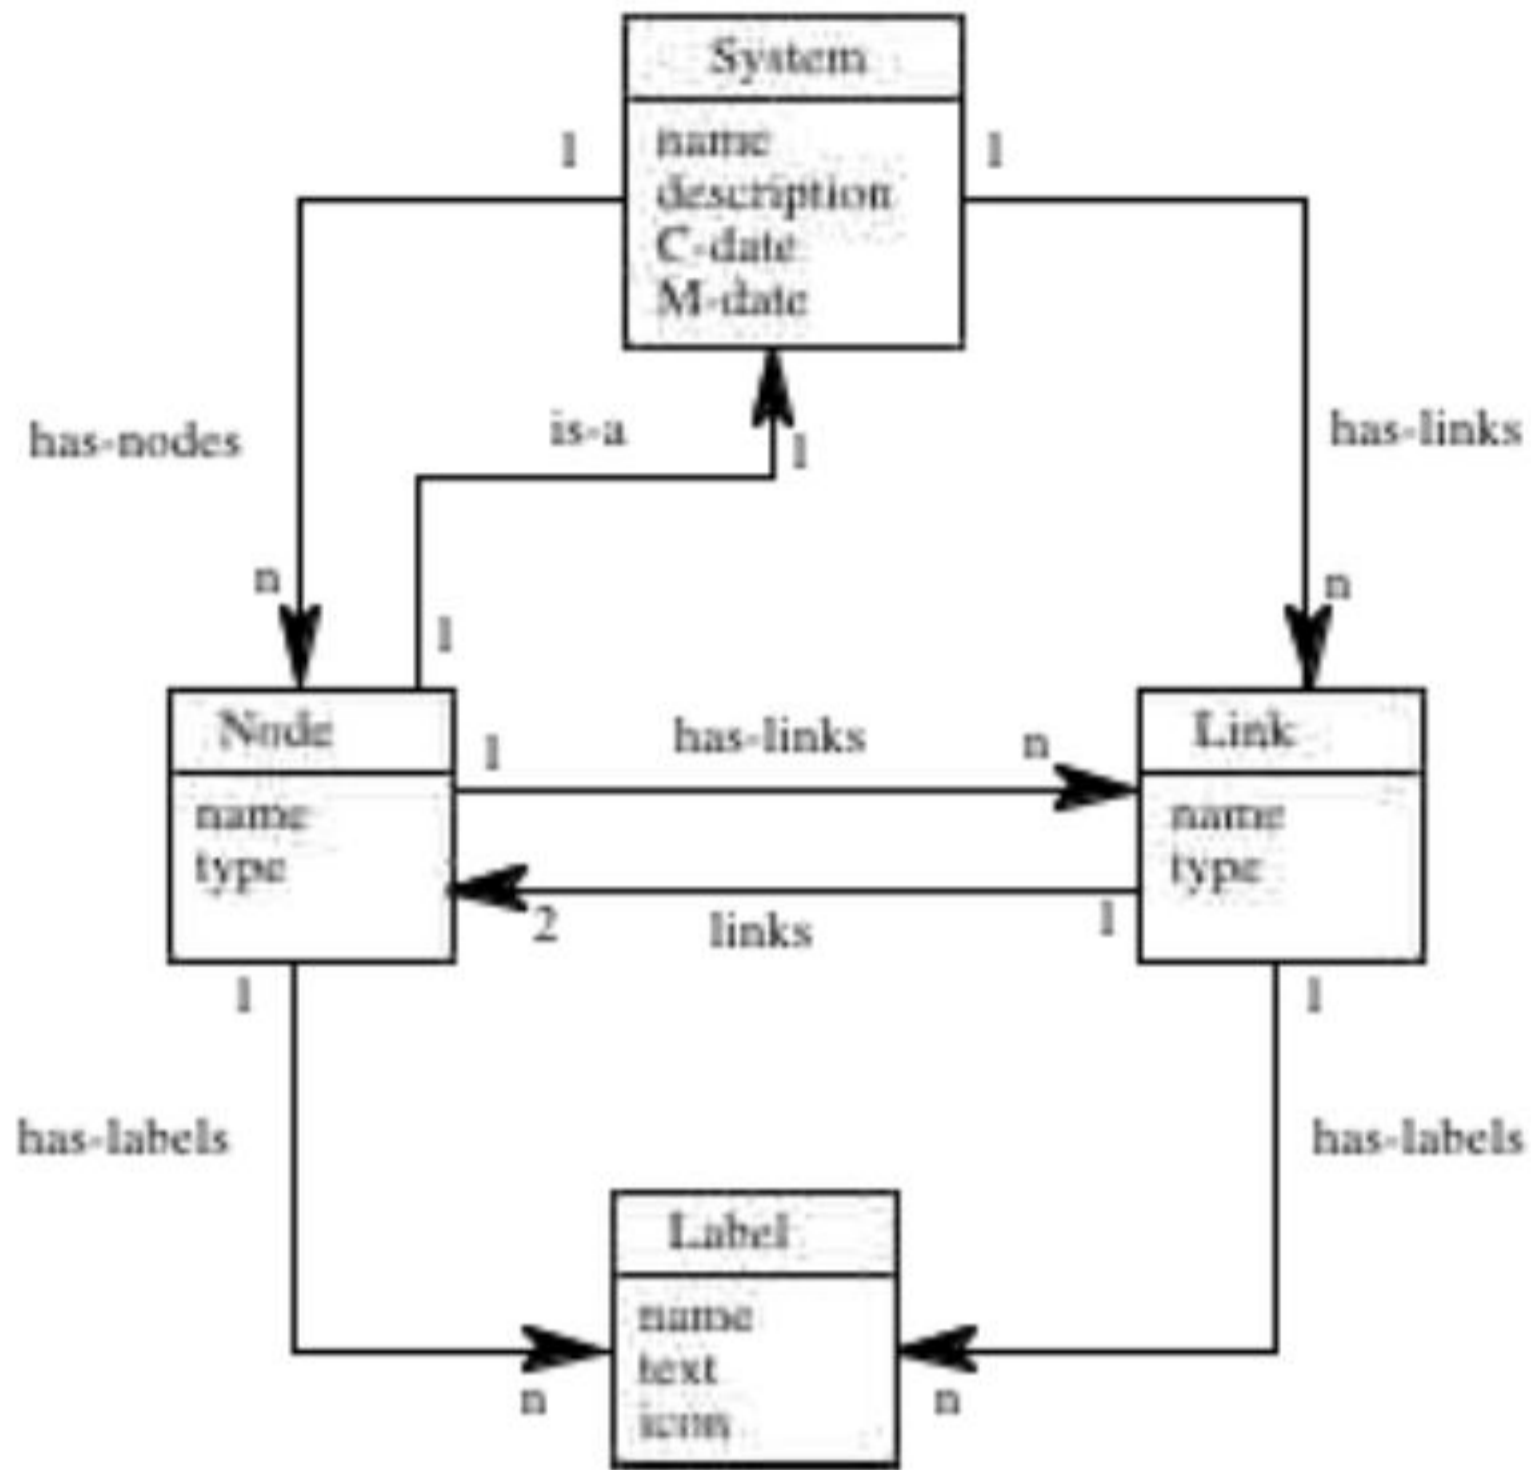 System
1
1
name
description
C-date
M-date
has-nodes
is-a
1
has-links
n
n
1
Node
1
has-links
n
Link
name
type
name
type
2
links
1
1
1
has-labels
has-labels
Label
name
text
icon
n
n